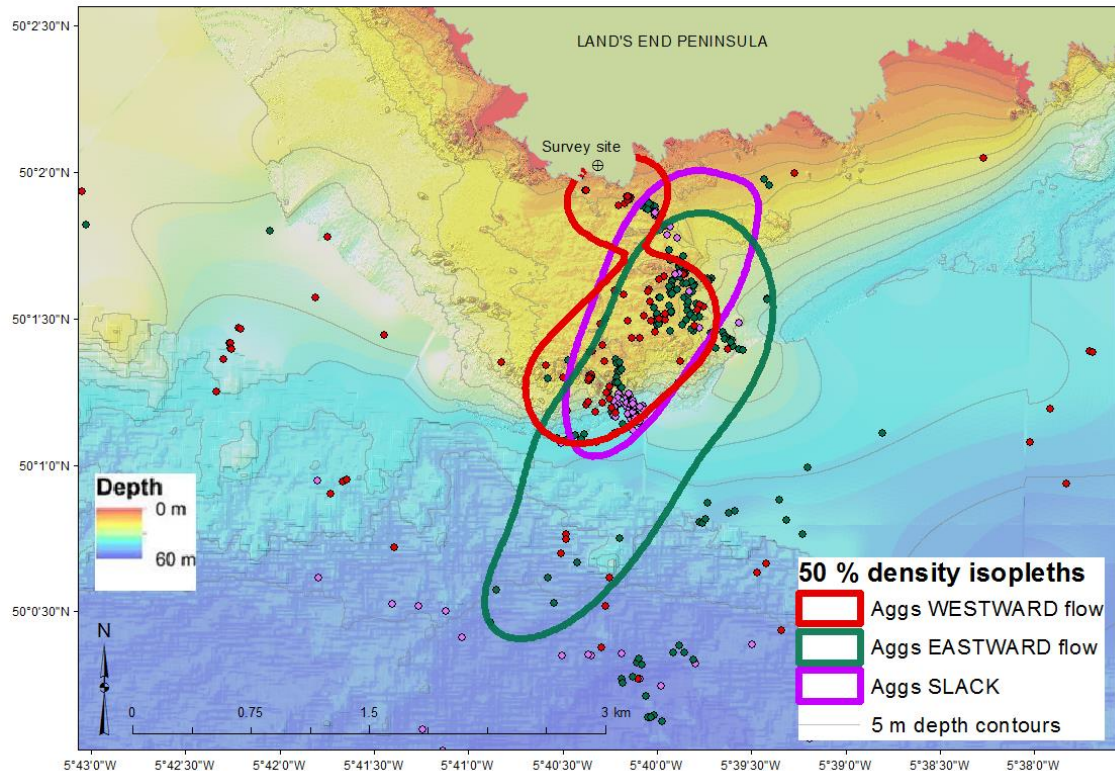 50°2'30"N
LAND'S END PENINSULA
Survey site
50°2'0"N
50°1'30"N
50°1'0"N
Depth
0 m
60 m
50 % density isopleths
Aggs WESTWARD flow
Aggs EASTWARD flow
Aggs SLACK
5 m depth contours
50°0'30"N
N
0 0.75 1.5 3 km
5°43'0"W 5°42'30"W 5°42'0"W 5°41'30"W 5°41'0"W 5°40'30"W 5°40'0"W 5°39'30"W 5°39'0"W 5°38'30"W 5°38'0"W